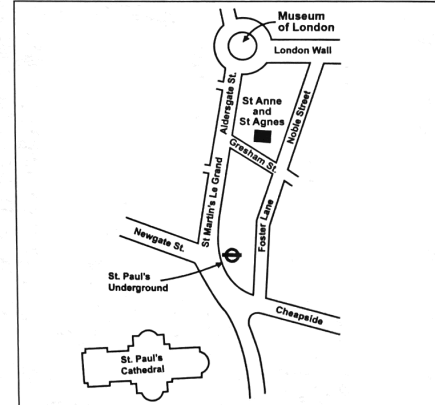 Museum
of London
London Wall
Aldersgate St.
St Anne
and
St Agnes
Noble Street
Gresham St.
St Martin's Le Grand
Foster Lane
Newgate St.
St. Paul's
Underground
Cheapside
St. Paul's
Cathedral